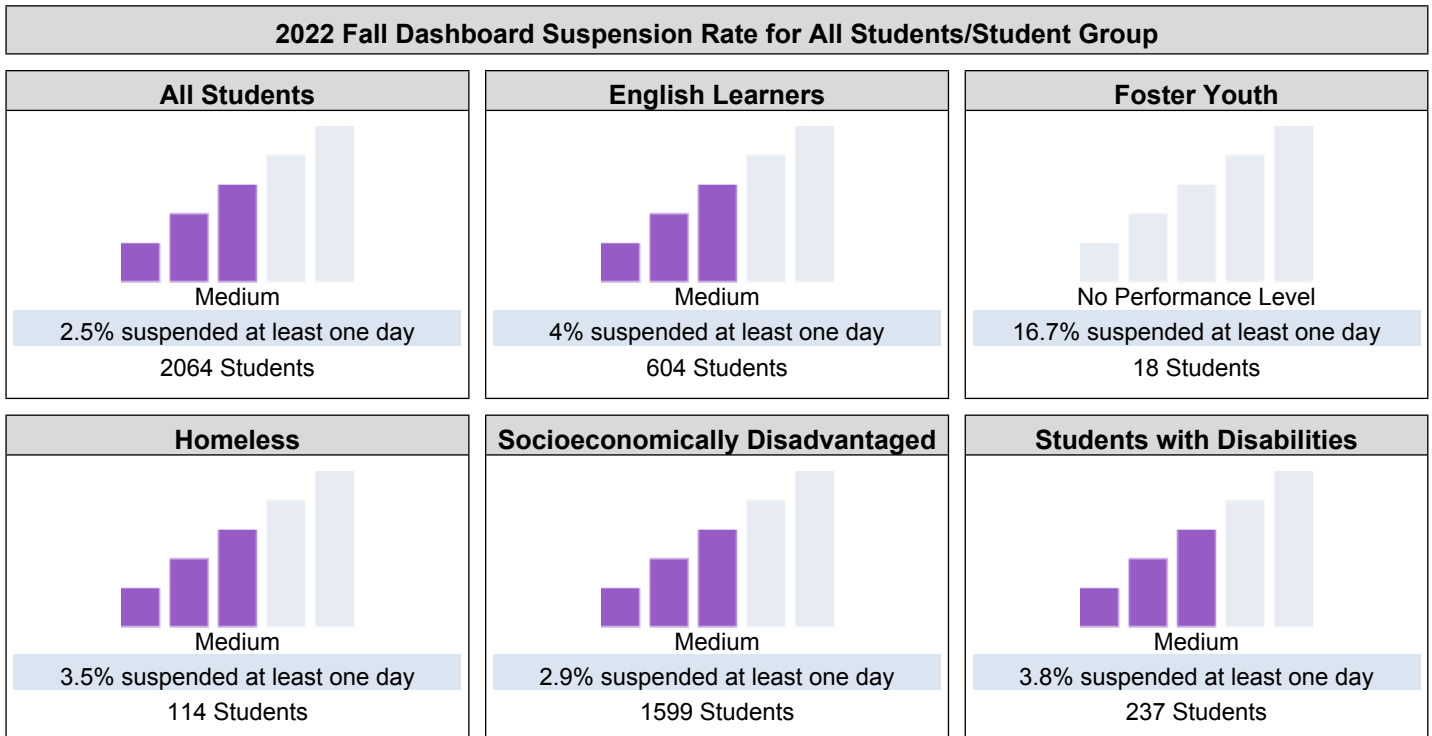 2022 Fall Dashboard Suspension Rate for All Students/Student Group
All Students
Medium
2.5% suspended at least one day
2064 Students
English Learners
Medium
4% suspended at least one day
604 Students
Foster Youth
No Performance Level
16.7% suspended at least one day
18 Students
Homeless
Medium
3.5% suspended at least one day
114 Students
Socioeconomically Disadvantaged
Medium
2.9% suspended at least one day
1599 Students
Students with Disabilities
Medium
3.8% suspended at least one day
237 Students